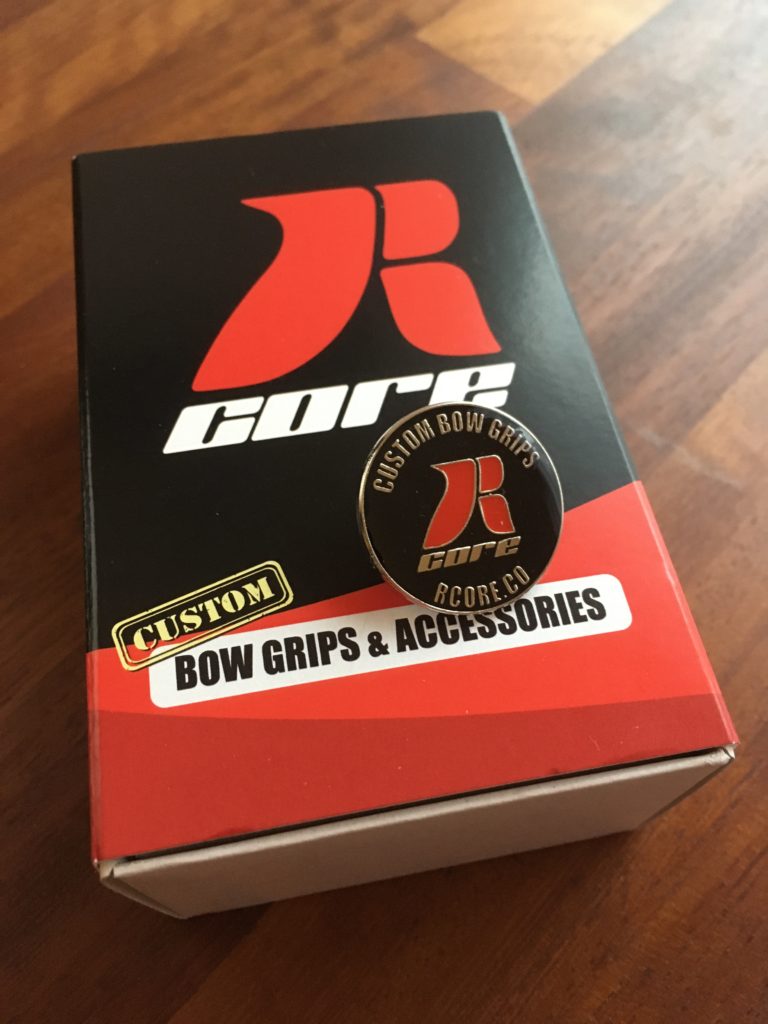 R
core
CUSTOM BOW GRIPS
R
core
RCORE.CO
CUSTOM
BOW GRIPS & ACCESSORIES